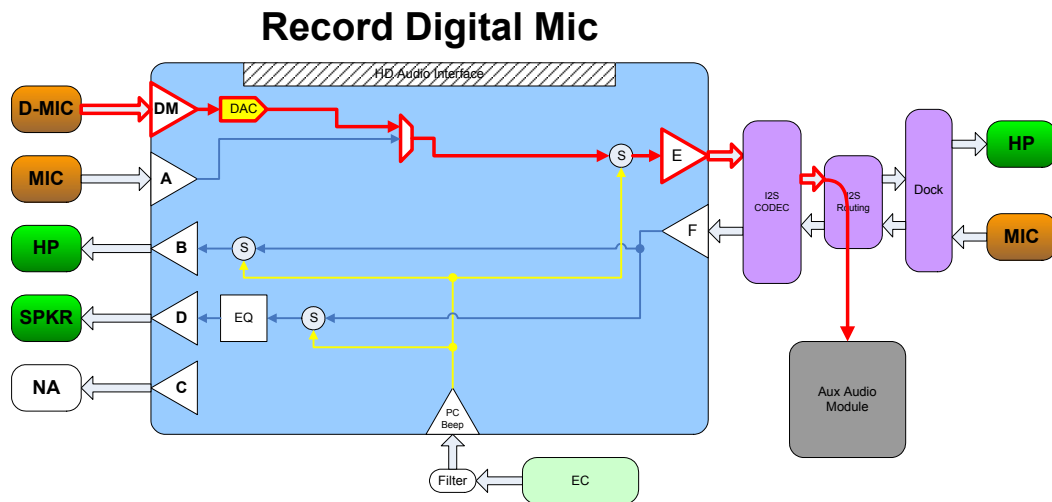 Record Digital Mic
HD Audio Interface
D-MIC
DM
DAC
MIC
A
S
E
I2S
CODEC
I2S
Routing
Dock
HP
MIC
F
HP
B
S
SPKR
D
EQ
S
NA
C
PC
Beep
Filter
EC
Aux Audio
Module